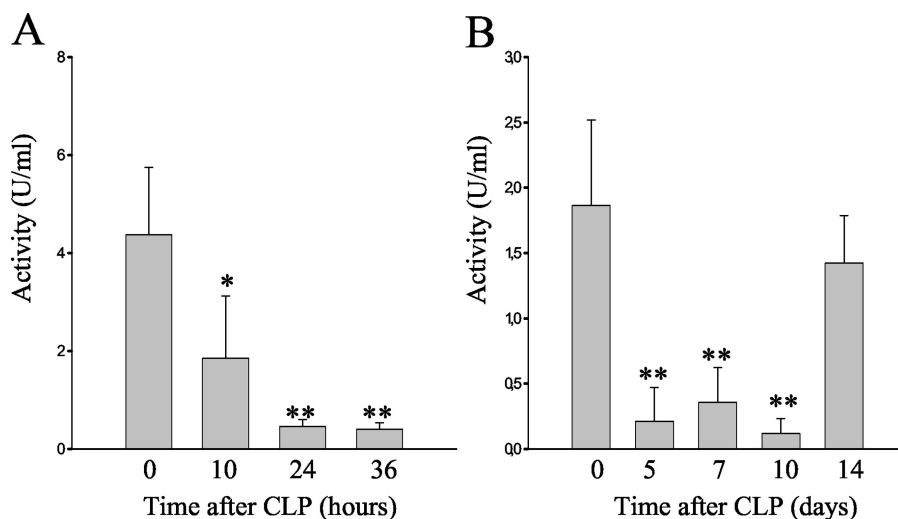 A
B
Activity (U/ml)
8
6
4
2
0
*
**
**
0 10 24 36
Time after CLP (hours)
Activity (U/ml)
3,0
2,5
2,0
1,5
1,0
0,5
0,0
**
**
**
0 5 7 10 14
Time after CLP (days)